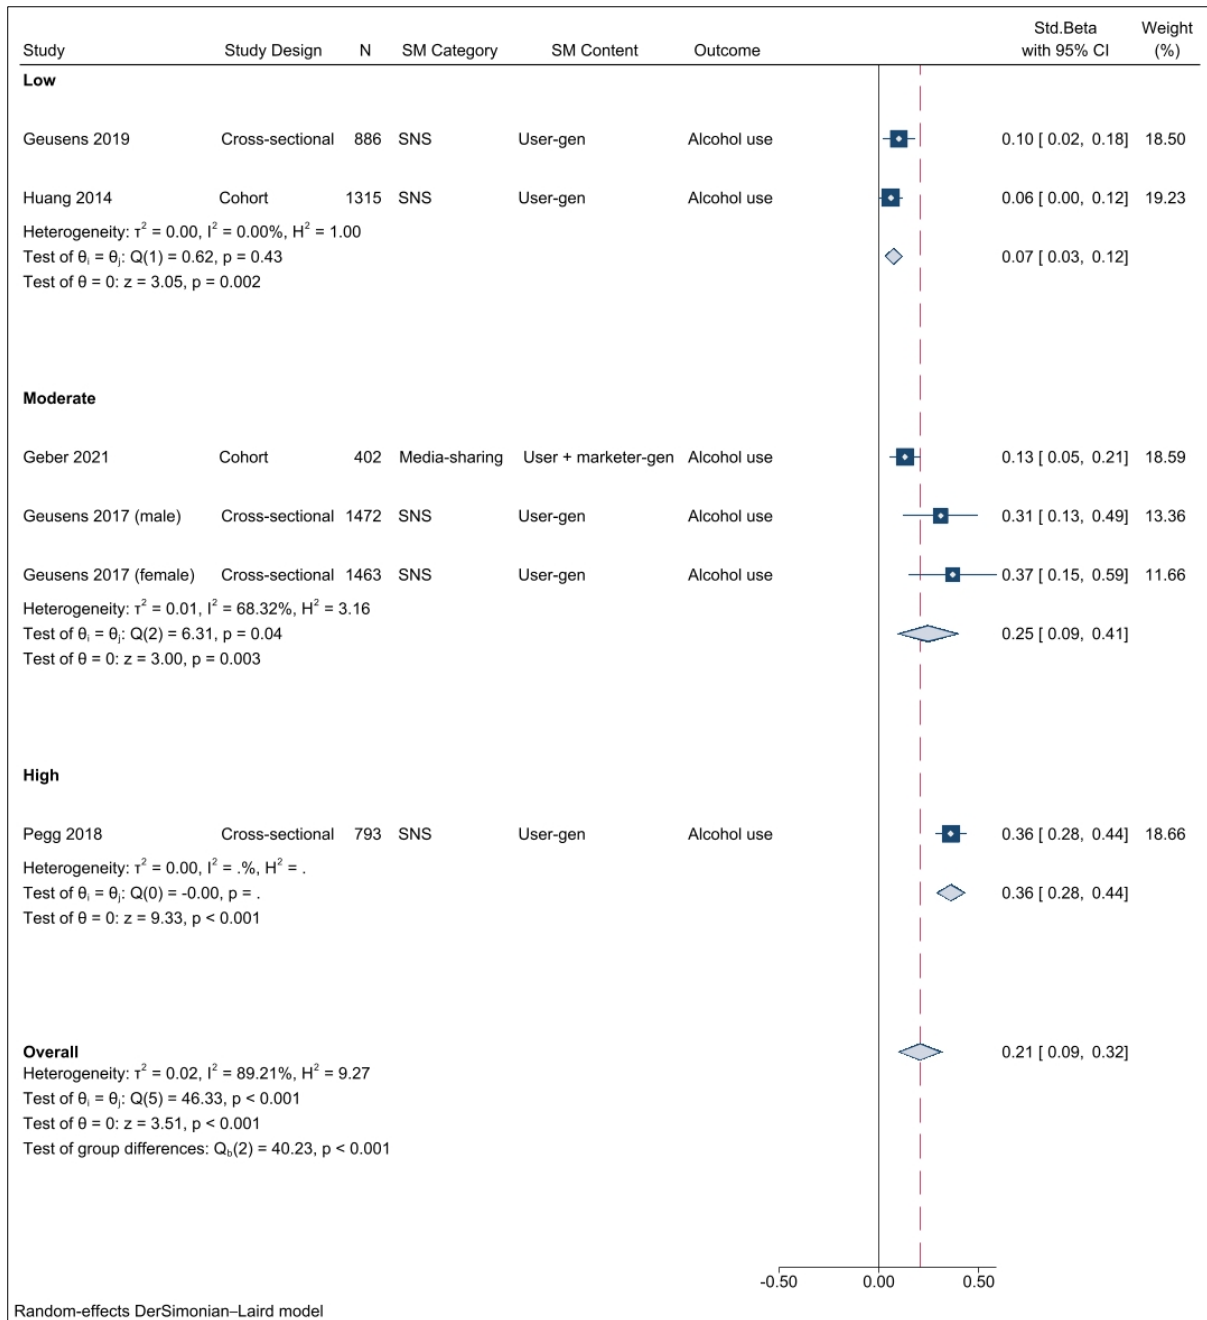 Study Study Design N SM Category SM Content Outcome Std.Beta with 95% CI Weight (%)
Low
Geusens 2019 Cross-sectional 886 SNS User-gen Alcohol use 0.10 [ 0.02, 0.18] 18.50
Huang 2014 Cohort 1315 SNS User-gen Alcohol use 0.06 [ 0.00, 0.12] 19.23
Heterogeneity: τ² = 0.00, I² = 0.00%, H² = 1.00
Test of θᵢ = θⱼ: Q(1) = 0.62, p = 0.43 0.07 [ 0.03, 0.12]
Test of θ = 0: z = 3.05, p = 0.002
Moderate
Geber 2021 Cohort 402 Media-sharing User + marketer-gen Alcohol use 0.13 [ 0.05, 0.21] 18.59
Geusens 2017 (male) Cross-sectional 1472 SNS User-gen Alcohol use 0.31 [ 0.13, 0.49] 13.36
Geusens 2017 (female) Cross-sectional 1463 SNS User-gen Alcohol use 0.37 [ 0.15, 0.59] 11.66
Heterogeneity: τ² = 0.01, I² = 68.32%, H² = 3.16
Test of θᵢ = θⱼ: Q(2) = 6.31, p = 0.04 0.25 [ 0.09, 0.41]
Test of θ = 0: z = 3.00, p = 0.003
High
Pegg 2018 Cross-sectional 793 SNS User-gen Alcohol use 0.36 [ 0.28, 0.44] 18.66
Heterogeneity: τ² = 0.00, I² = .%, H² = .
Test of θᵢ = θⱼ: Q(0) = -0.00, p = . 0.36 [ 0.28, 0.44]
Test of θ = 0: z = 9.33, p < 0.001
Overall 0.21 [ 0.09, 0.32]
Heterogeneity: τ² = 0.02, I² = 89.21%, H² = 9.27
Test of θᵢ = θⱼ: Q(5) = 46.33, p < 0.001
Test of θ = 0: z = 3.51, p < 0.001
Test of group differences: Q_b(2) = 40.23, p < 0.001
-0.50 0.00 0.50
Random-effects DerSimonian–Laird model